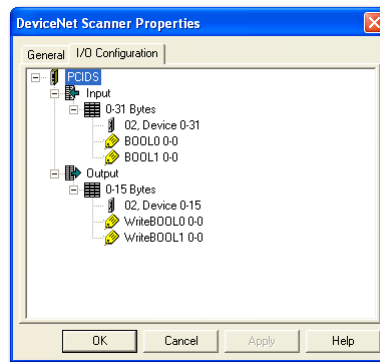 DeviceNet Scanner Properties
General I/O Configuration
PCIDS
Input
0-31 Bytes
02, Device 0-31
BOOL0 0-0
BOOL1 0-0
Output
0-15 Bytes
02, Device 0-15
WriteBOOL0 0-0
WriteBOOL1 0-0
OK Cancel Apply Help